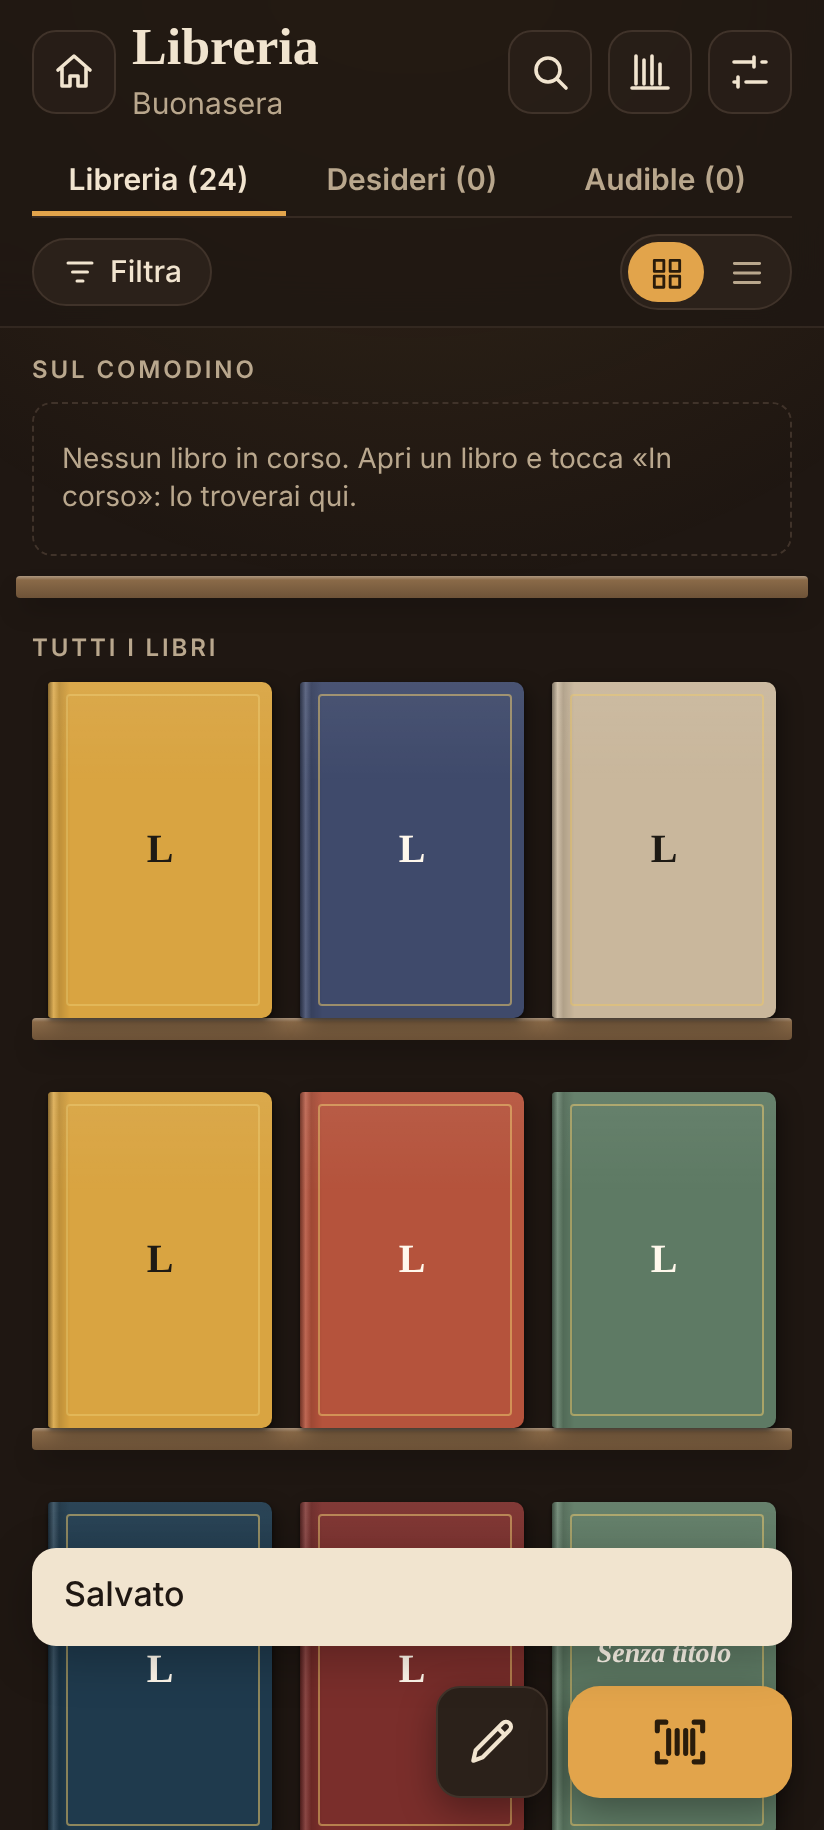 Libreria
Buonasera
Libreria (24)
Desideri (0)
Audible (0)
Filtra
SUL COMODINO
Nessun libro in corso. Apri un libro e tocca «In
corso»: lo troverai qui.
TUTTI I LIBRI
L
L
L
L
L
L
Salvato
L
L
Senza titolo